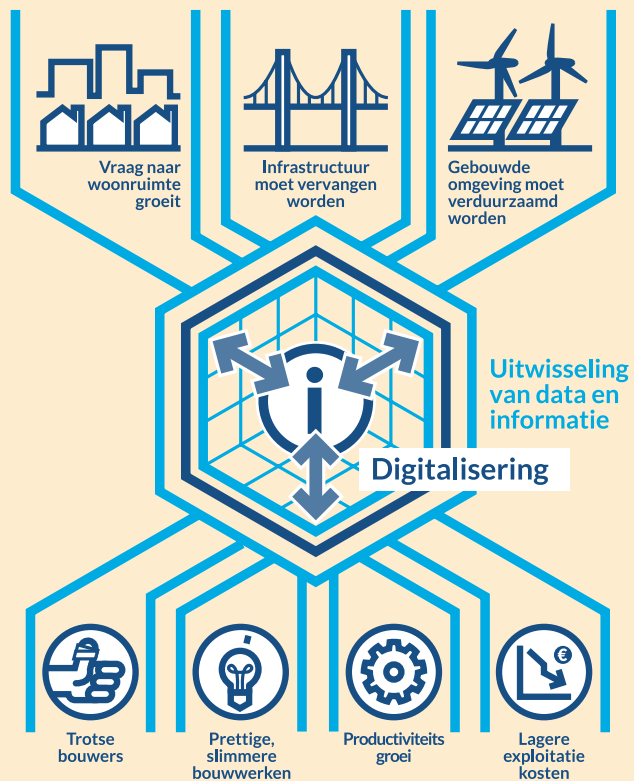 Vraag naar
woonruimte
groeit
Infrastructuur
moet vervangen
worden
Gebouwde
omgeving moet
verduurzaamd
worden
Uitwisseling
van data en
informatie
i
Digitalisering
€
Trotse
bouwers
Prettige,
slimmere
bouwwerken
Productiviteits
groei
Lagere
exploitatie
kosten